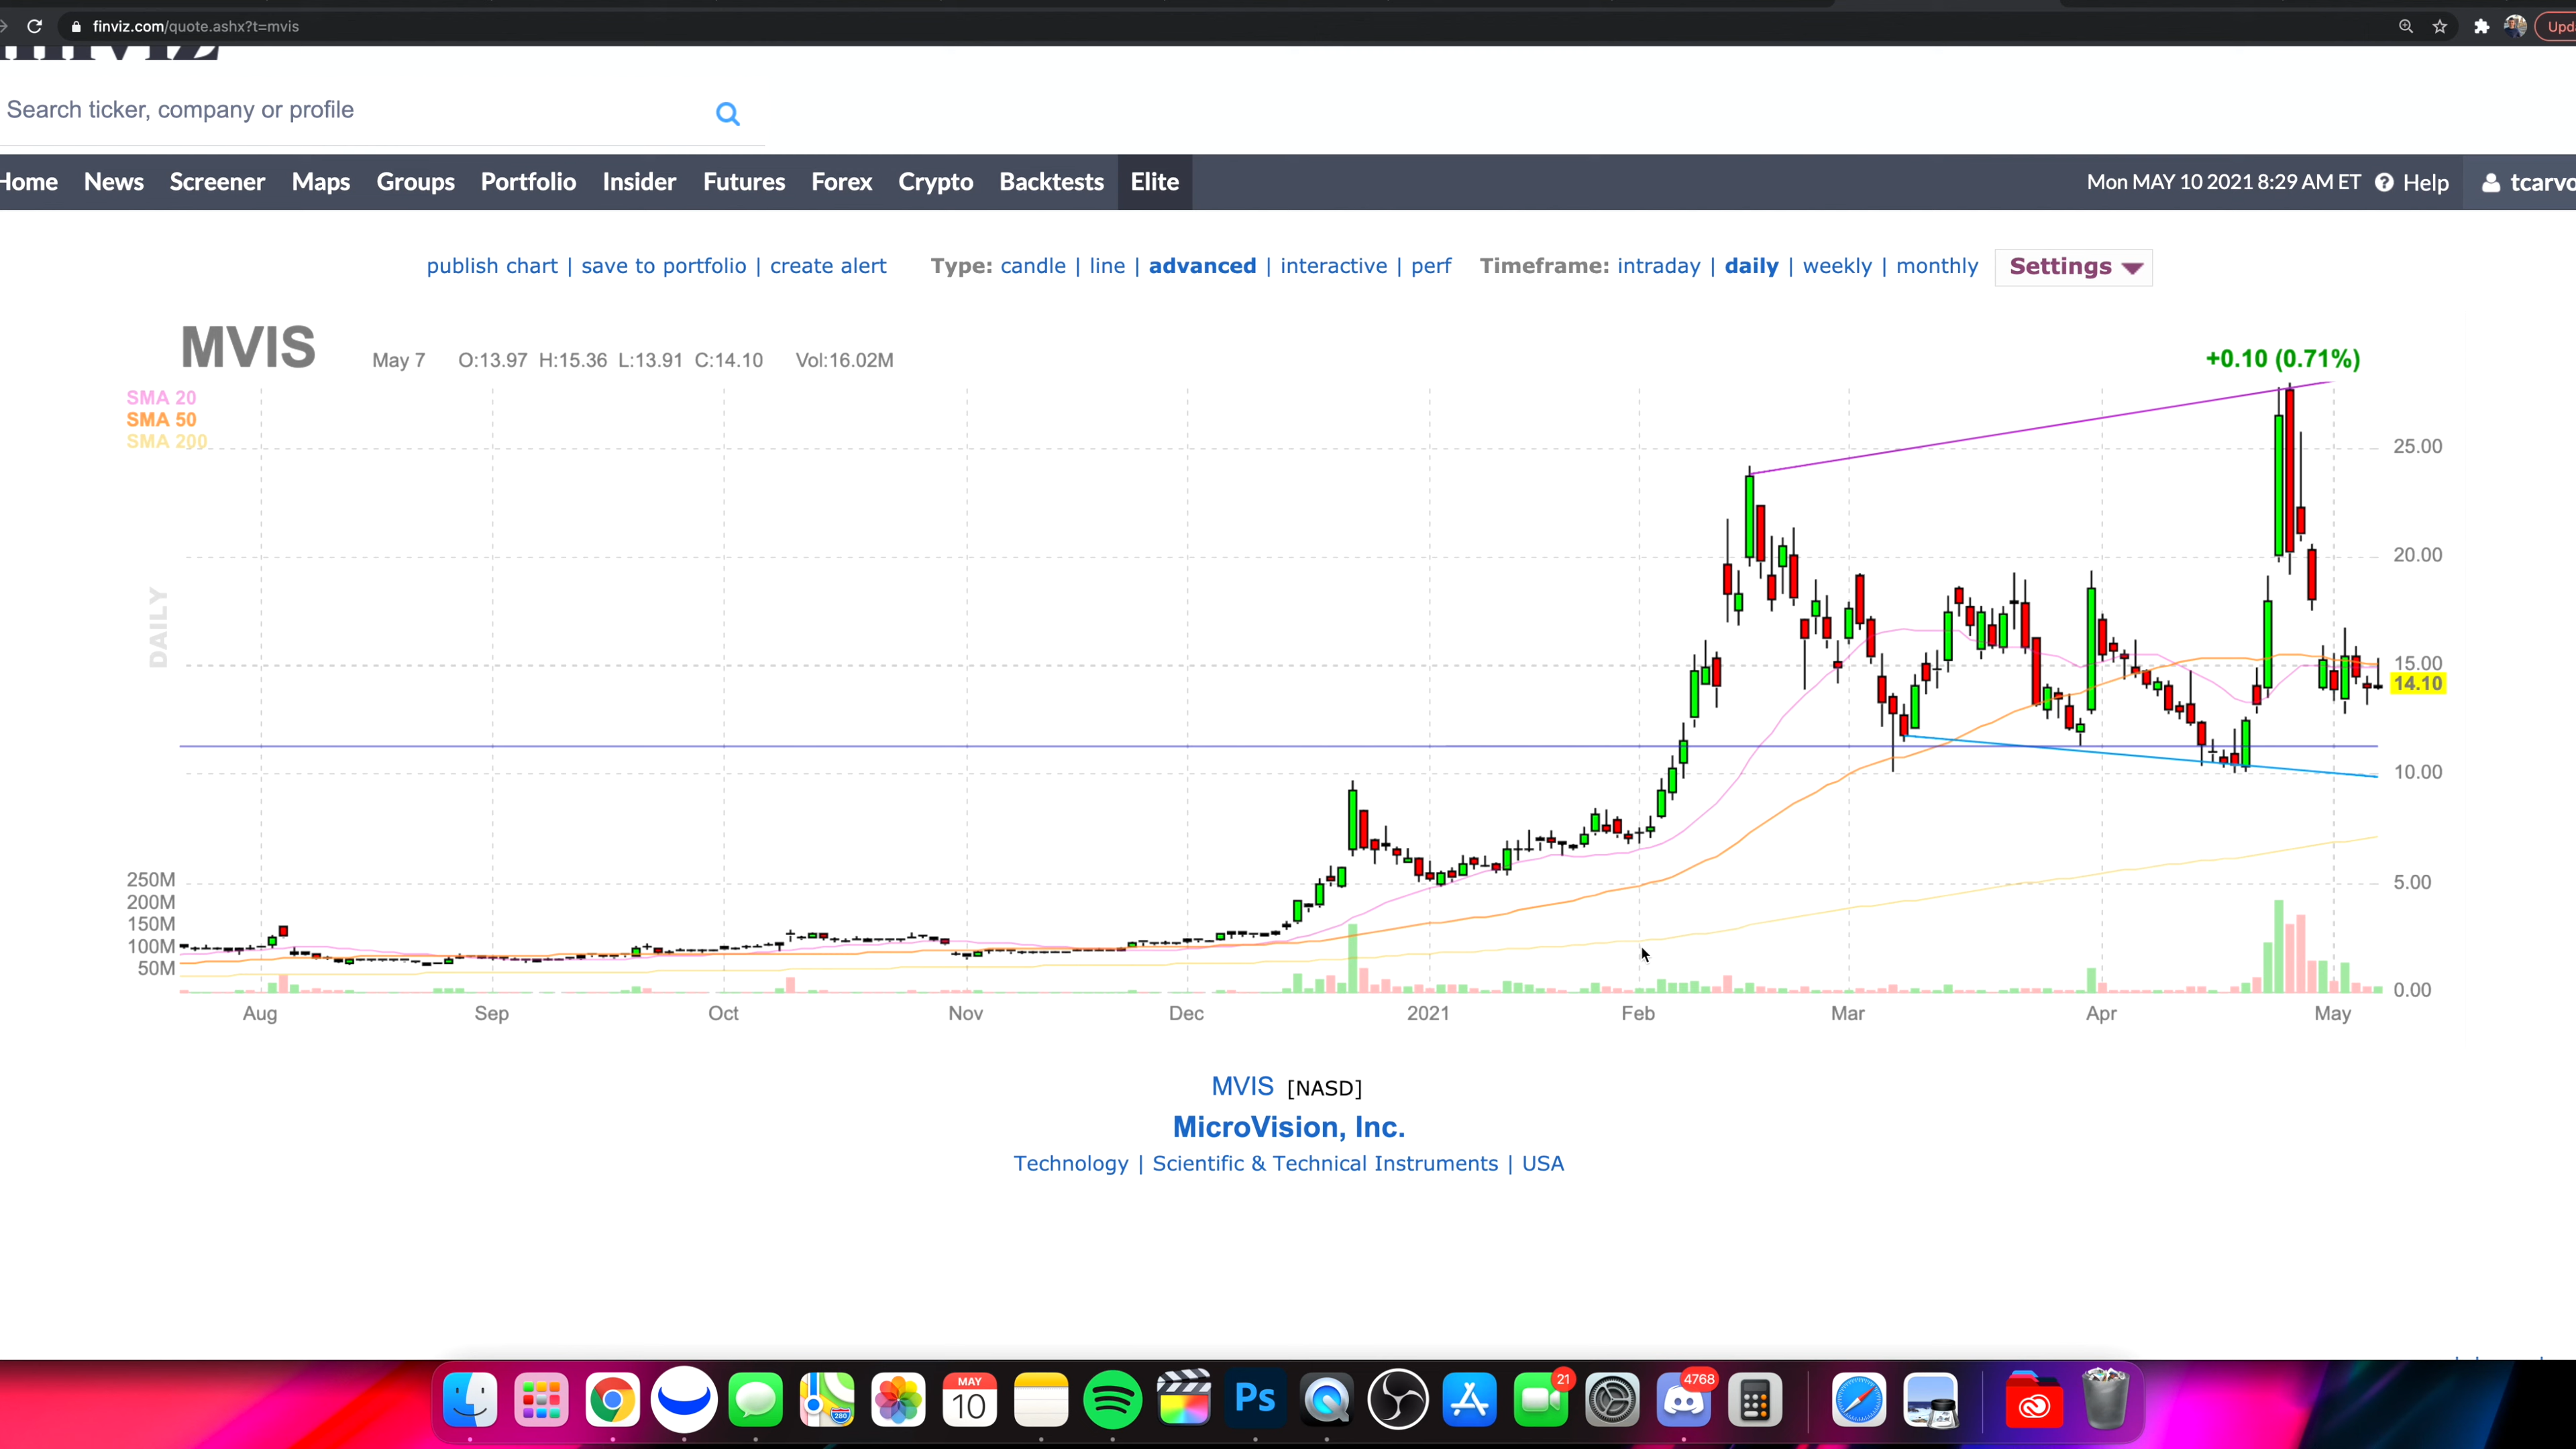 finviz.com/quote.ashx?t=mvis
finviz
Search ticker, company or profile
Home News Screener Maps Groups Portfolio Insider Futures Forex Crypto Backtests Elite Mon MAY 10 2021 8:29 AM ET ? Help tcarvo
publish chart | save to portfolio | create alert Type: candle | line | advanced | interactive | perf Timeframe: intraday | daily | weekly | monthly Settings
MVIS May 7 O:13.97 H:15.36 L:13.91 C:14.10 Vol:16.02M +0.10 (0.71%)
SMA 20
SMA 50
SMA 200
25.00
20.00
DAILY
15.00
14.10
10.00
250M
5.00
200M
150M
100M
50M
0.00
Aug Sep Oct Nov Dec 2021 Feb Mar Apr May
MVIS [NASD]
MicroVision, Inc.
Technology | Scientific & Technical Instruments | USA
MAY
10
Ps
280
21
4768